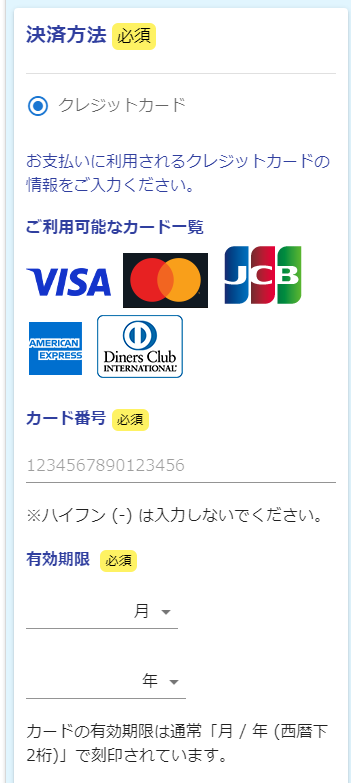 決済方法 必須
クレジットカード
お支払いに利用されるクレジットカードの
情報をご入力ください。
ご利用可能なカード一覧
VISA JCB
AMERICAN
EXPRESS
Diners Club
INTERNATIONAL
カード番号 必須
1234567890123456
※ハイフン (-) は入力しないでください。
有効期限 必須
月
年
カードの有効期限は通常「月 / 年 (西暦下
2桁)」で刻印されています。